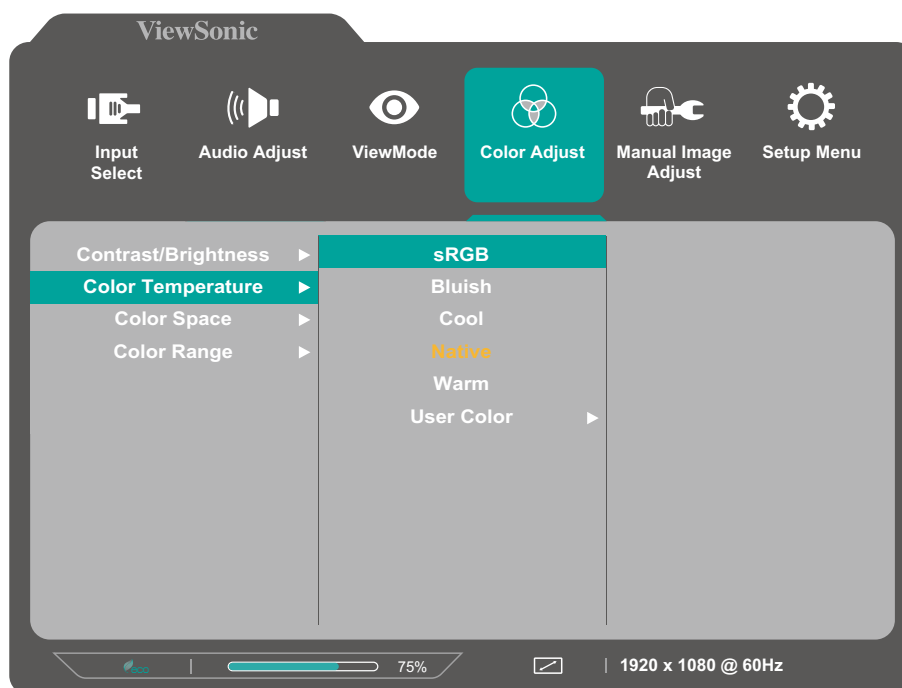 ViewSonic
Input
Select
Audio Adjust
ViewMode
Color Adjust
Manual Image
Adjust
Setup Menu
Contrast/Brightness
Color Temperature
Color Space
Color Range
sRGB
Bluish
Cool
Native
Warm
User Color
eco
75%
1920 x 1080 @ 60Hz